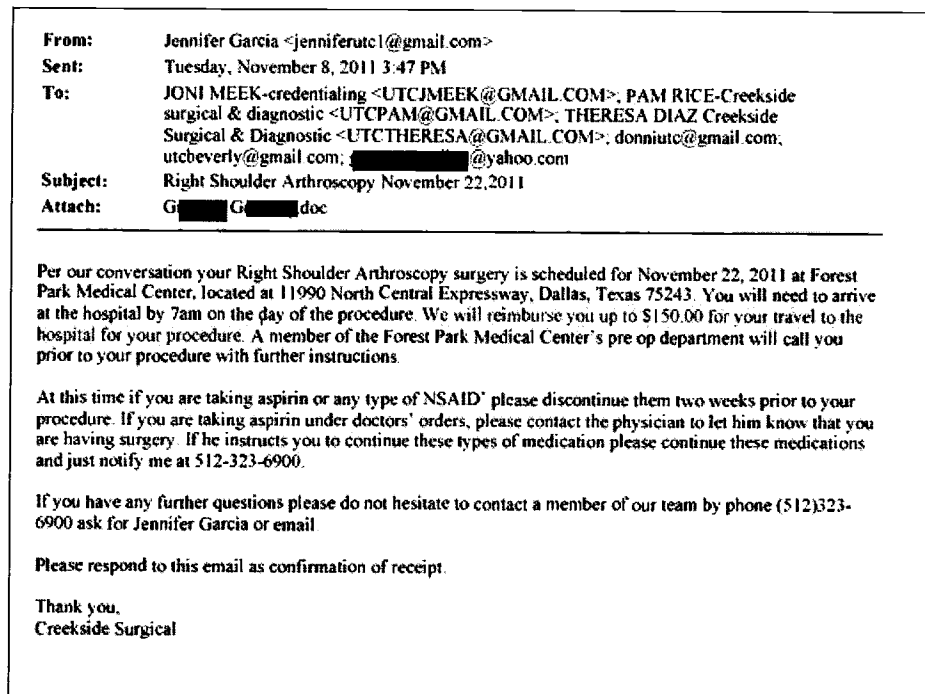 From: Jennifer Garcia <jenniferutc1@gmail.com>
Sent: Tuesday, November 8, 2011 3:47 PM
To: JONI MEEK-credentialing <UTCJMEEK@GMAIL.COM>; PAM RICE-Creekside
surgical & diagnostic <UTCPAM@GMAIL.COM>; THERESA DIAZ Creekside
Surgical & Diagnostic <UTCTHERESA@GMAIL.COM>; donniutc@gmail.com;
utcbeverly@gmail.com; @yahoo.com
Subject: Right Shoulder Arthroscopy November 22,2011
Attach: G G .doc
Per our conversation your Right Shoulder Arthroscopy surgery is scheduled for November 22, 2011 at Forest
Park Medical Center, located at 11990 North Central Expressway, Dallas, Texas 75243. You will need to arrive
at the hospital by 7am on the day of the procedure. We will reimburse you up to $150.00 for your travel to the
hospital for your procedure. A member of the Forest Park Medical Center's pre op department will call you
prior to your procedure with further instructions.
At this time if you are taking aspirin or any type of NSAID' please discontinue them two weeks prior to your
procedure. If you are taking aspirin under doctors' orders, please contact the physician to let him know that you
are having surgery. If he instructs you to continue these types of medication please continue these medications
and just notify me at 512-323-6900.
If you have any further questions please do not hesitate to contact a member of our team by phone (512)323-
6900 ask for Jennifer Garcia or email.
Please respond to this email as confirmation of receipt.
Thank you,
Creekside Surgical